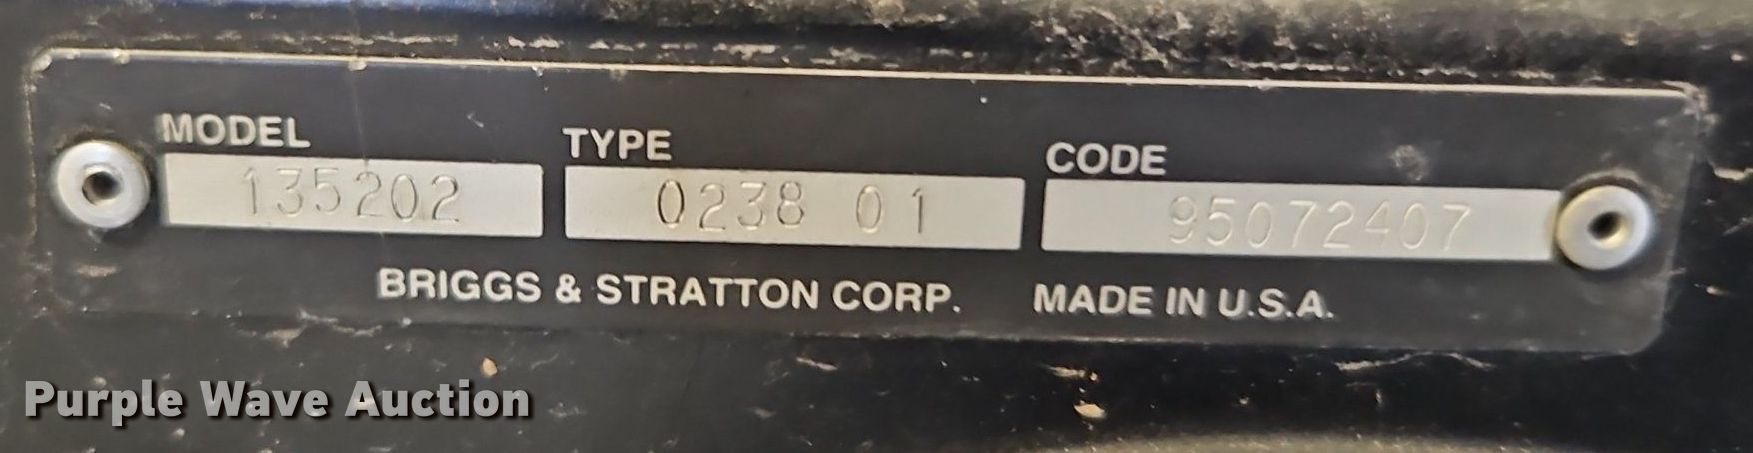 MODEL TYPE CODE
135202 0238 01 95072407
BRIGGS & STRATTON CORP. MADE IN U.S.A.
Purple Wave Auction